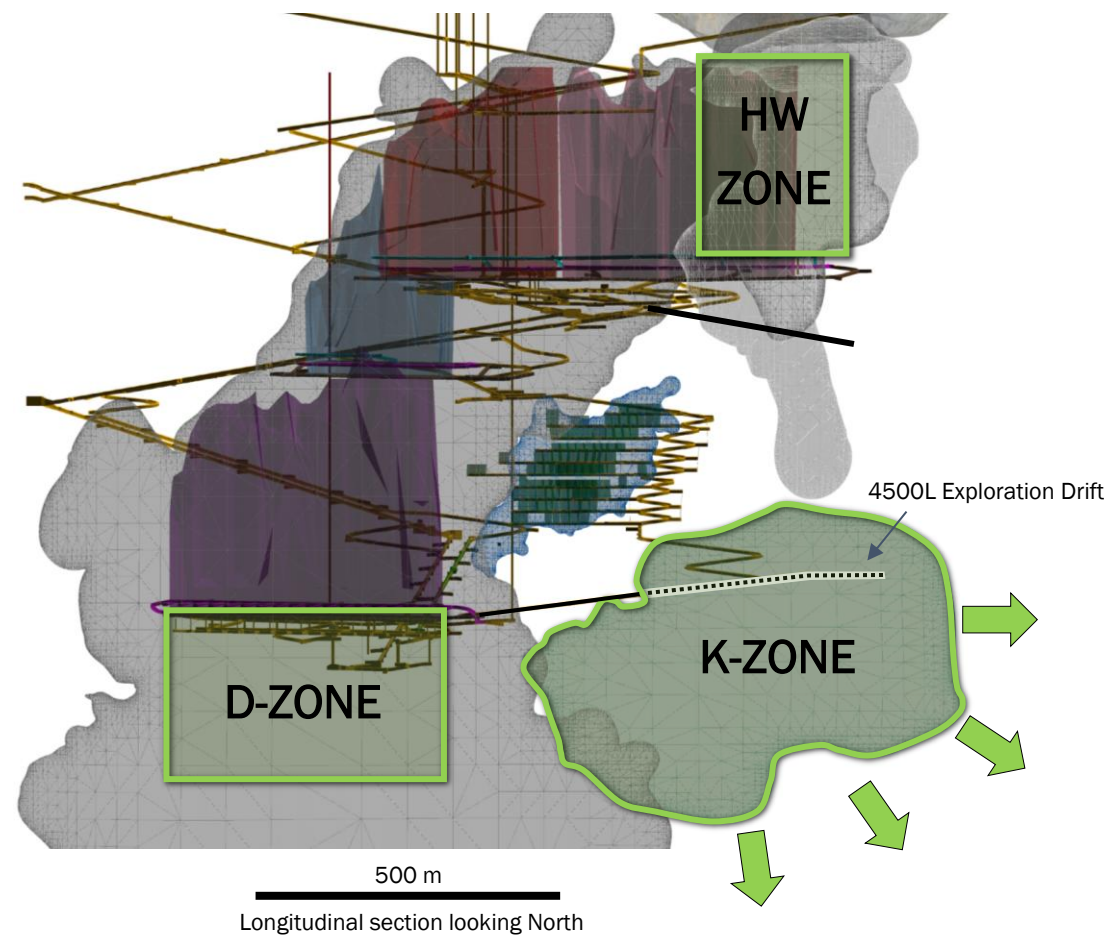 HW
ZONE
4500L Exploration Drift
K-ZONE
D-ZONE
500 m
Longitudinal section looking North